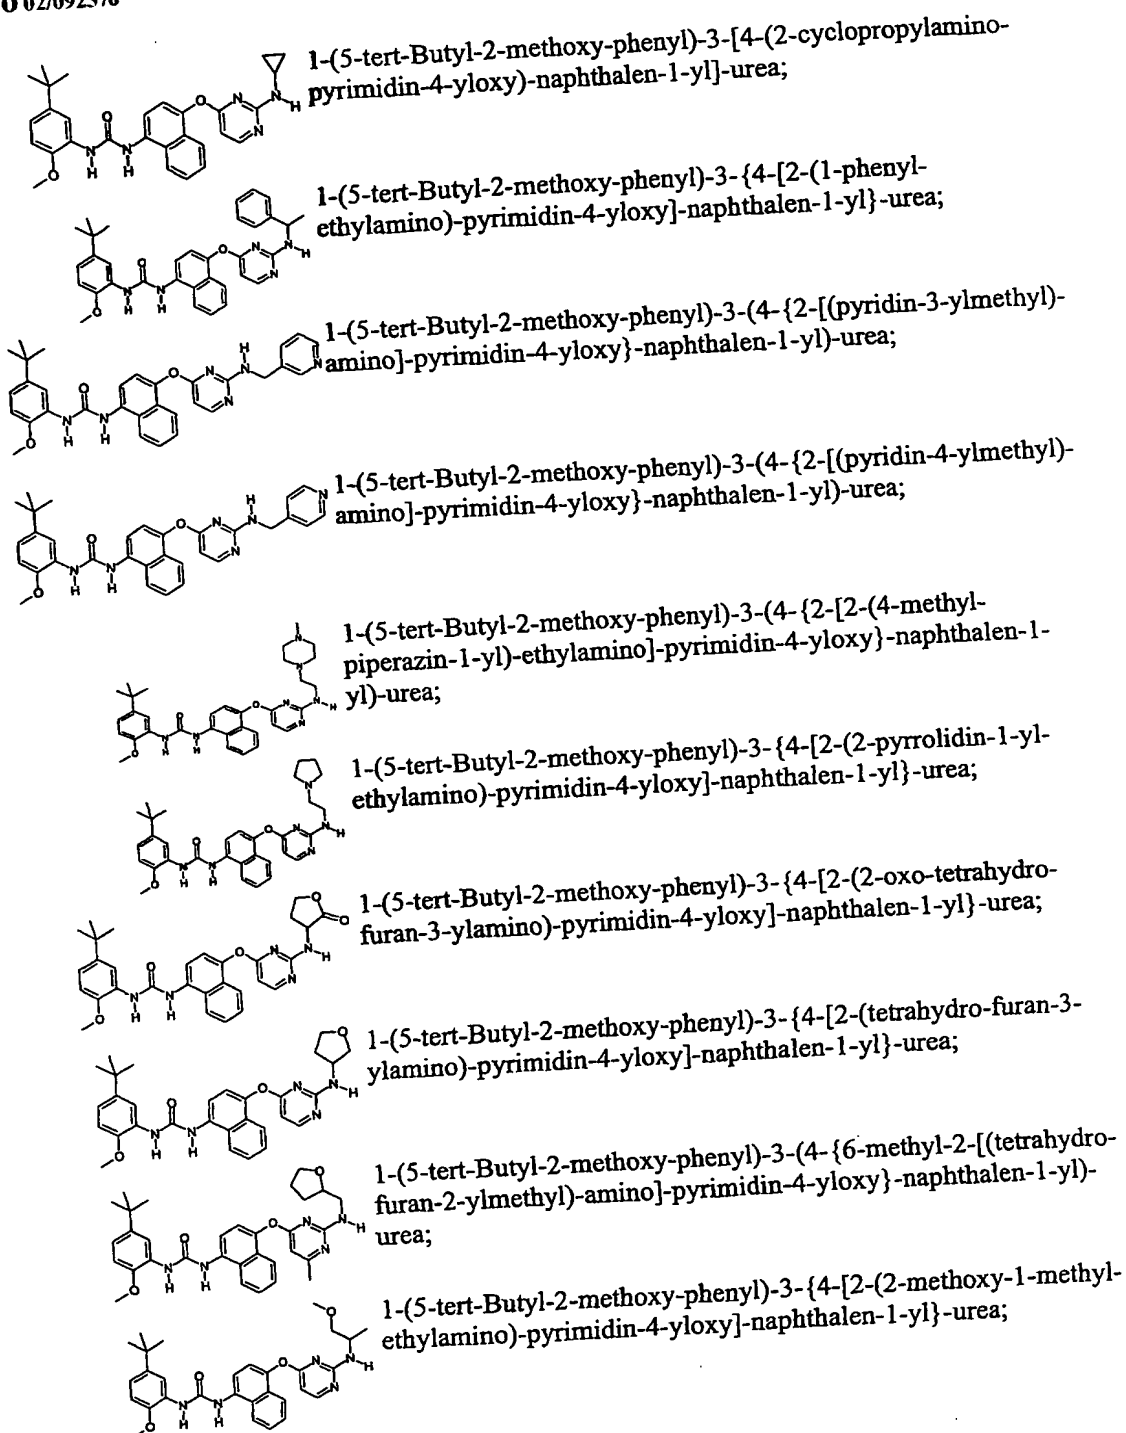 1-(5-tert-Butyl-2-methoxy-phenyl)-3-[4-(2-cyclopropylamino-
pyrimidin-4-yloxy)-naphthalen-1-yl]-urea;
1-(5-tert-Butyl-2-methoxy-phenyl)-3-{4-[2-(1-phenyl-
ethylamino)-pyrimidin-4-yloxy]-naphthalen-1-yl}-urea;
1-(5-tert-Butyl-2-methoxy-phenyl)-3-(4-{2-[(pyridin-3-ylmethyl)-
amino]-pyrimidin-4-yloxy}-naphthalen-1-yl)-urea;
1-(5-tert-Butyl-2-methoxy-phenyl)-3-(4-{2-[(pyridin-4-ylmethyl)-
amino]-pyrimidin-4-yloxy}-naphthalen-1-yl)-urea;
1-(5-tert-Butyl-2-methoxy-phenyl)-3-(4-{2-[2-(4-methyl-
piperazin-1-yl)-ethylamino]-pyrimidin-4-yloxy}-naphthalen-1-
yl)-urea;
1-(5-tert-Butyl-2-methoxy-phenyl)-3-{4-[2-(2-pyrrolidin-1-yl-
ethylamino)-pyrimidin-4-yloxy]-naphthalen-1-yl}-urea;
1-(5-tert-Butyl-2-methoxy-phenyl)-3-{4-[2-(2-oxo-tetrahydro-
furan-3-ylamino)-pyrimidin-4-yloxy]-naphthalen-1-yl}-urea;
1-(5-tert-Butyl-2-methoxy-phenyl)-3-{4-[2-(tetrahydro-furan-3-
ylamino)-pyrimidin-4-yloxy]-naphthalen-1-yl}-urea;
1-(5-tert-Butyl-2-methoxy-phenyl)-3-(4-{6-methyl-2-[(tetrahydro-
furan-2-ylmethyl)-amino]-pyrimidin-4-yloxy}-naphthalen-1-yl)-
urea;
1-(5-tert-Butyl-2-methoxy-phenyl)-3-{4-[2-(2-methoxy-1-methyl-
ethylamino)-pyrimidin-4-yloxy]-naphthalen-1-yl}-urea;